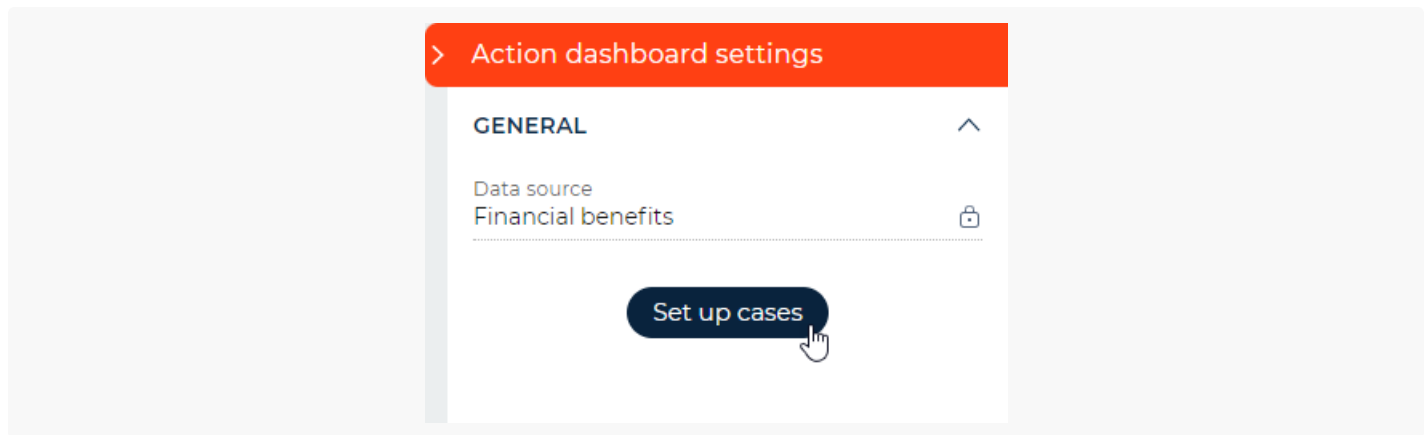 Action dashboard settings
GENERAL
Data source
Financial benefits
Set up cases